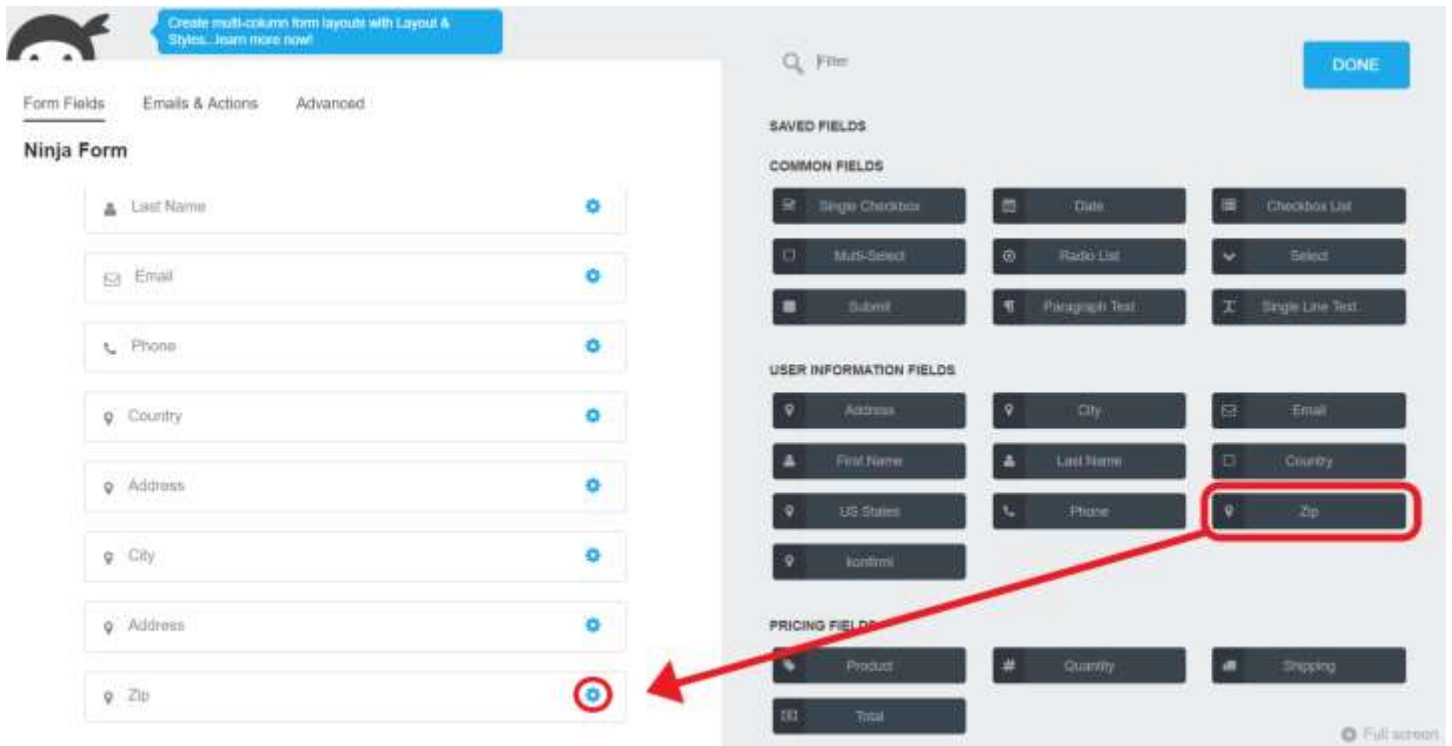 Create multi-column form layouts with Layout &
Styles...learn more now!
Form Fields
Emails & Actions
Advanced
Ninja Form
Last Name
Email
Phone
Country
Address
City
Address
Zip
Filter
DONE
SAVED FIELDS
COMMON FIELDS
Single Checkbox
Date
Checkbox List
Multi-Select
Radio List
Select
Submit
Paragraph Text
Single Line Text
USER INFORMATION FIELDS
Address
City
Email
First Name
Last Name
Country
US States
Phone
Zip
konfirmi
PRICING FIELDS
Product
Quantity
Shipping
Total
Full screen